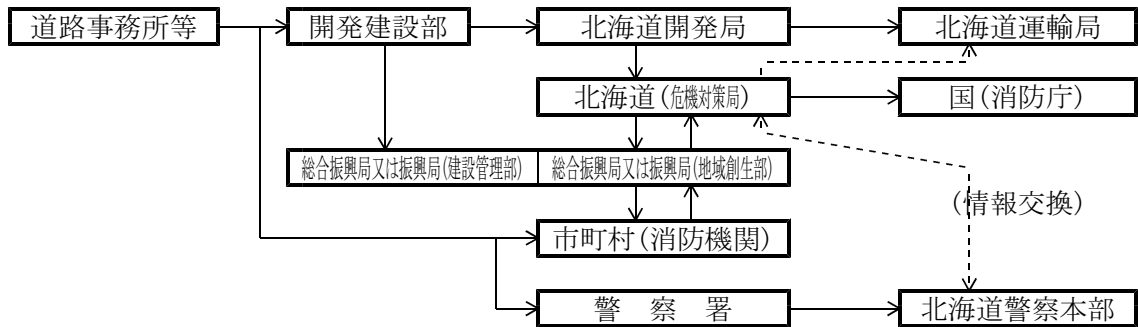 道路事務所等
開発建設部
北海道開発局
北海道運輸局
北海道(危機対策局)
国(消防庁)
総合振興局又は振興局(建設管理部)
総合振興局又は振興局(地域創生部)
(情報交換)
市町村(消防機関)
警 察 署
北海道警察本部